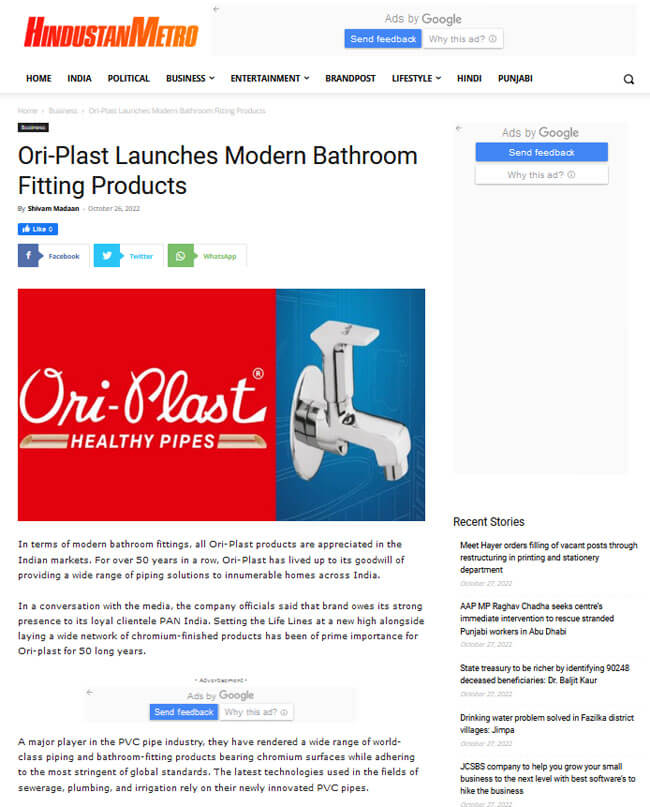 HINDUSTANMETRO
Ads by Google
Send feedback
Why this ad?
HOME
INDIA
POLITICAL
BUSINESS
ENTERTAINMENT
BRANDPOST
LIFESTYLE
HINDI
PUNJABI
Home > Business > Ori-Plast Launches Modern Bathroom Fitting Products
Business
Ori-Plast Launches Modern Bathroom
Fitting Products
By Shivam Madaan - October 26, 2022
Like 0
Facebook
Twitter
WhatsApp
Ori-Plast®
HEALTHY PIPES
In terms of modern bathroom fittings, all Ori-Plast products are appreciated in the
Indian markets. For over 50 years in a row, Ori-Plast has lived up to its goodwill of
providing a wide range of piping solutions to innumerable homes across India.
In a conversation with the media, the company officials said that brand owes its strong
presence to its loyal clientele PAN India. Setting the Life Lines at a new high alongside
laying a wide network of chromium-finished products has been of prime importance for
Ori-plast for 50 long years.
- Advertisement -
Ads by Google
Send feedback
Why this ad?
A major player in the PVC pipe industry, they have rendered a wide range of world-
class piping and bathroom-fitting products bearing chromium surfaces while adhering
to the most stringent of global standards. The latest technologies used in the fields of
sewerage, plumbing, and irrigation rely on their newly innovated PVC pipes.
Ads by Google
Send feedback
Why this ad?
Recent Stories
Meet Hayer orders filling of vacant posts through
restructuring in printing and stationery
department
October 27, 2022
AAP MP Raghav Chadha seeks centre's
immediate intervention to rescue stranded
Punjabi workers in Abu Dhabi
October 27, 2022
State treasury to be richer by identifying 90248
deceased beneficiaries: Dr. Baljit Kaur
October 27, 2022
Drinking water problem solved in Fazilka district
villages: Jimpa
October 27, 2022
JCSBS company to help you grow your small
business to the next level with best software's to
hike the business
October 27, 2022